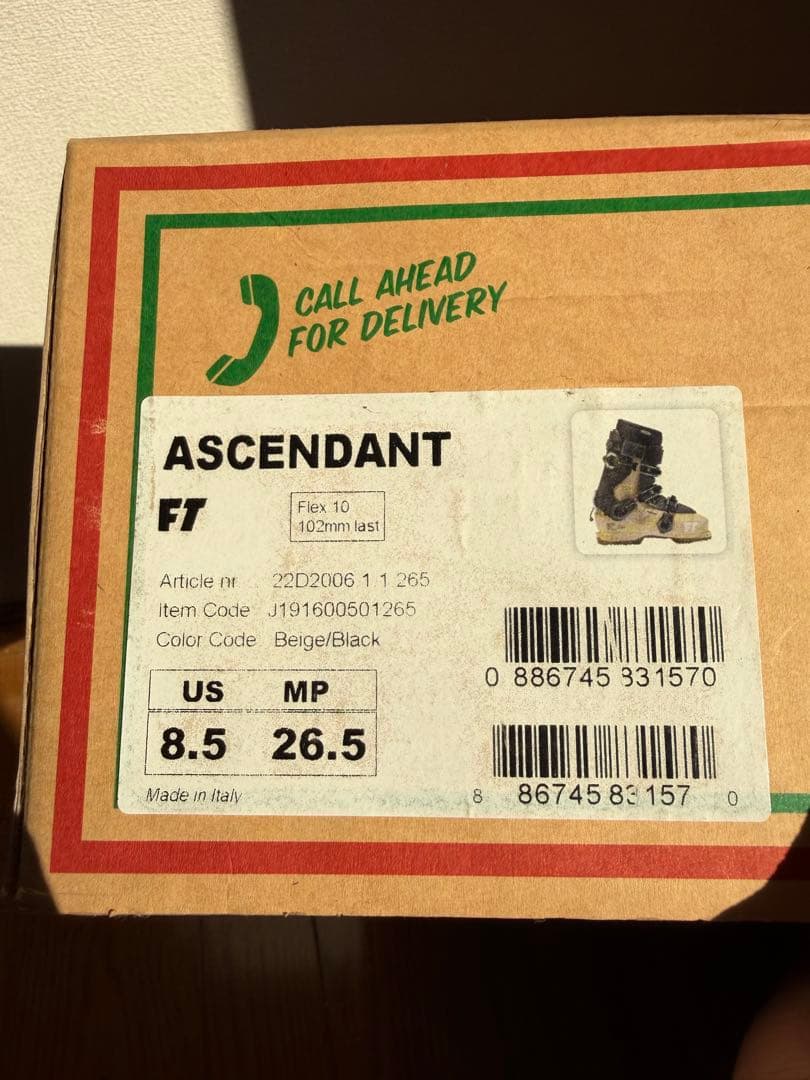 CALL AHEAD
FOR DELIVERY
ASCENDANT
FT
Flex 10
102mm last
Article nr 22D2006.1.1.265
Item Code J191600501265
Color Code Beige/Black
US MP
8.5 26.5
Made in Italy
0 886745 831570
8 86745 83157 0